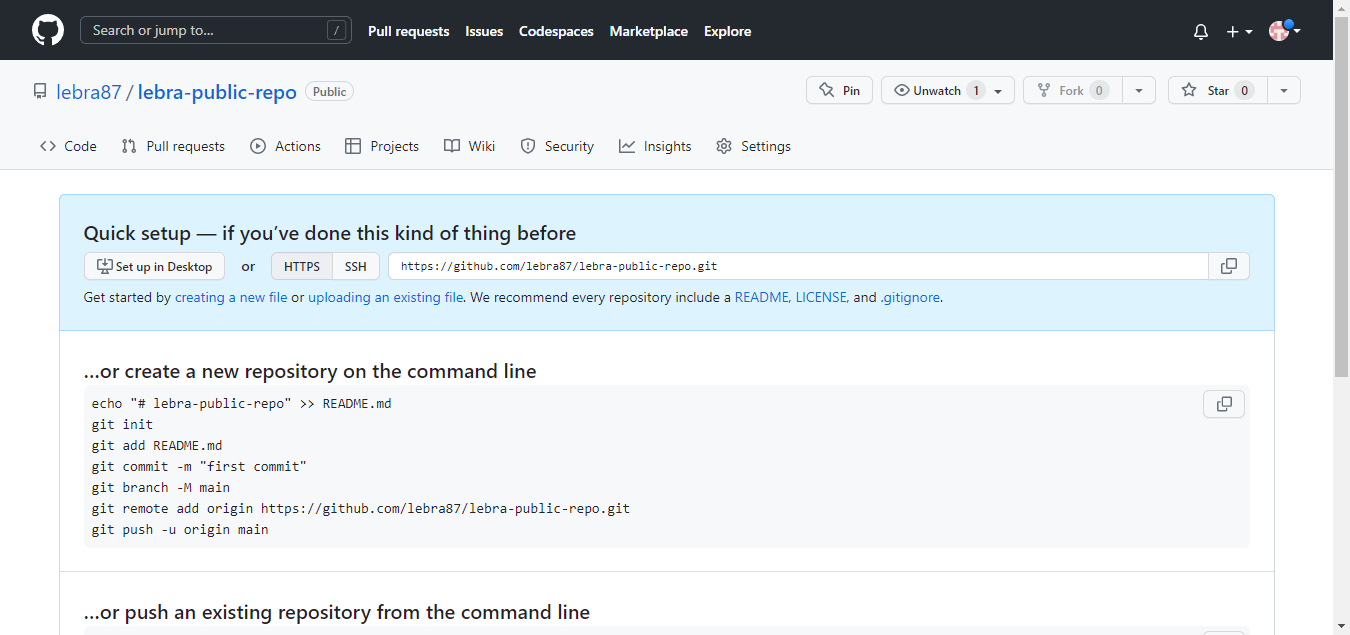 Search or jump to... / Pull requests Issues Codespaces Marketplace Explore
lebra87 / lebra-public-repo Public Pin Unwatch 1 Fork 0 Star 0
Code Pull requests Actions Projects Wiki Security Insights Settings
Quick setup — if you’ve done this kind of thing before
Set up in Desktop or HTTPS SSH https://github.com/lebra87/lebra-public-repo.git
Get started by creating a new file or uploading an existing file. We recommend every repository include a README, LICENSE, and .gitignore.
…or create a new repository on the command line
echo "# lebra-public-repo" >> README.md
git init
git add README.md
git commit -m "first commit"
git branch -M main
git remote add origin https://github.com/lebra87/lebra-public-repo.git
git push -u origin main
…or push an existing repository from the command line